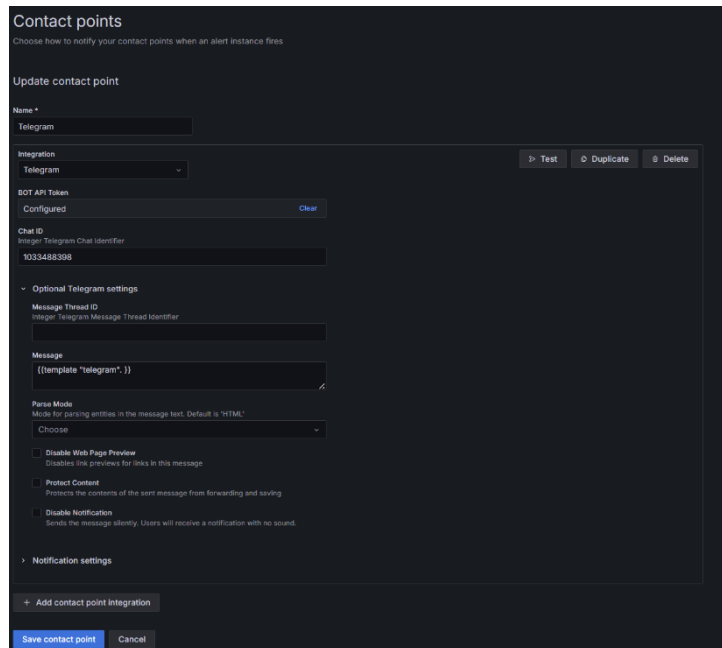 Contact points
Choose how to notify your contact points when an alert instance fires
Update contact point
Name *
Telegram
Integration
Telegram
Test
Duplicate
Delete
BOT API Token
Configured
Clear
Chat ID
Integer Telegram Chat Identifier
1033488398
Optional Telegram settings
Message Thread ID
Integer Telegram Message Thread Identifier
Message
{{template "telegram". }}
Parse Mode
Mode for parsing entities in the message text. Default is 'HTML'
Choose
Disable Web Page Preview
Disables link previews for links in this message
Protect Content
Protects the contents of the sent message from forwarding and saving
Disable Notification
Sends the message silently. Users will receive a notification with no sound.
Notification settings
+ Add contact point integration
Save contact point
Cancel